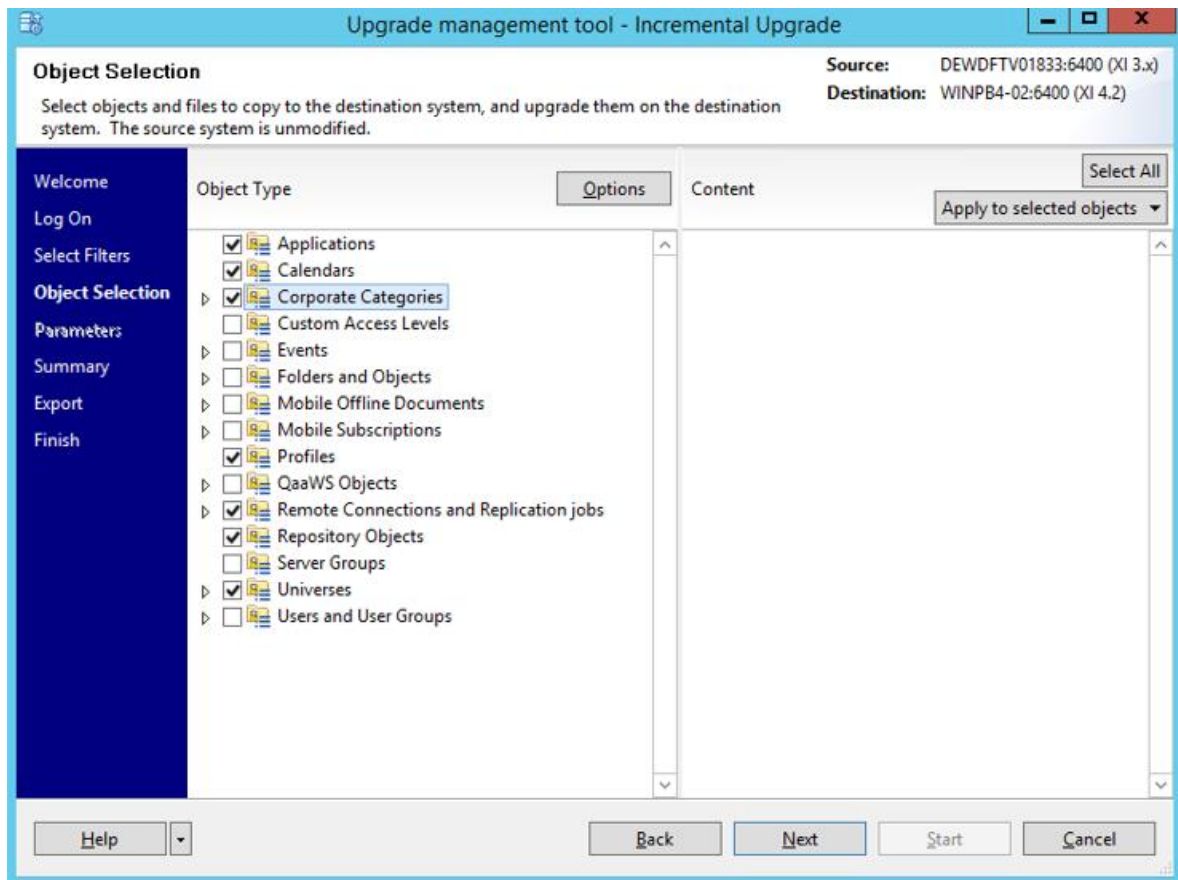 Upgrade management tool - Incremental Upgrade
Object Selection
Select objects and files to copy to the destination system, and upgrade them on the destination
system. The source system is unmodified.
Source: DEWDFTV01833:6400 (XI 3.x)
Destination: WINPB4-02:6400 (XI 4.2)
Welcome
Log On
Select Filters
Object Selection
Parameters
Summary
Export
Finish
Object Type
Options
Applications
Calendars
Corporate Categories
Custom Access Levels
Events
Folders and Objects
Mobile Offline Documents
Mobile Subscriptions
Profiles
QaaWS Objects
Remote Connections and Replication jobs
Repository Objects
Server Groups
Universes
Users and User Groups
Content
Select All
Apply to selected objects
Help
Back
Next
Start
Cancel